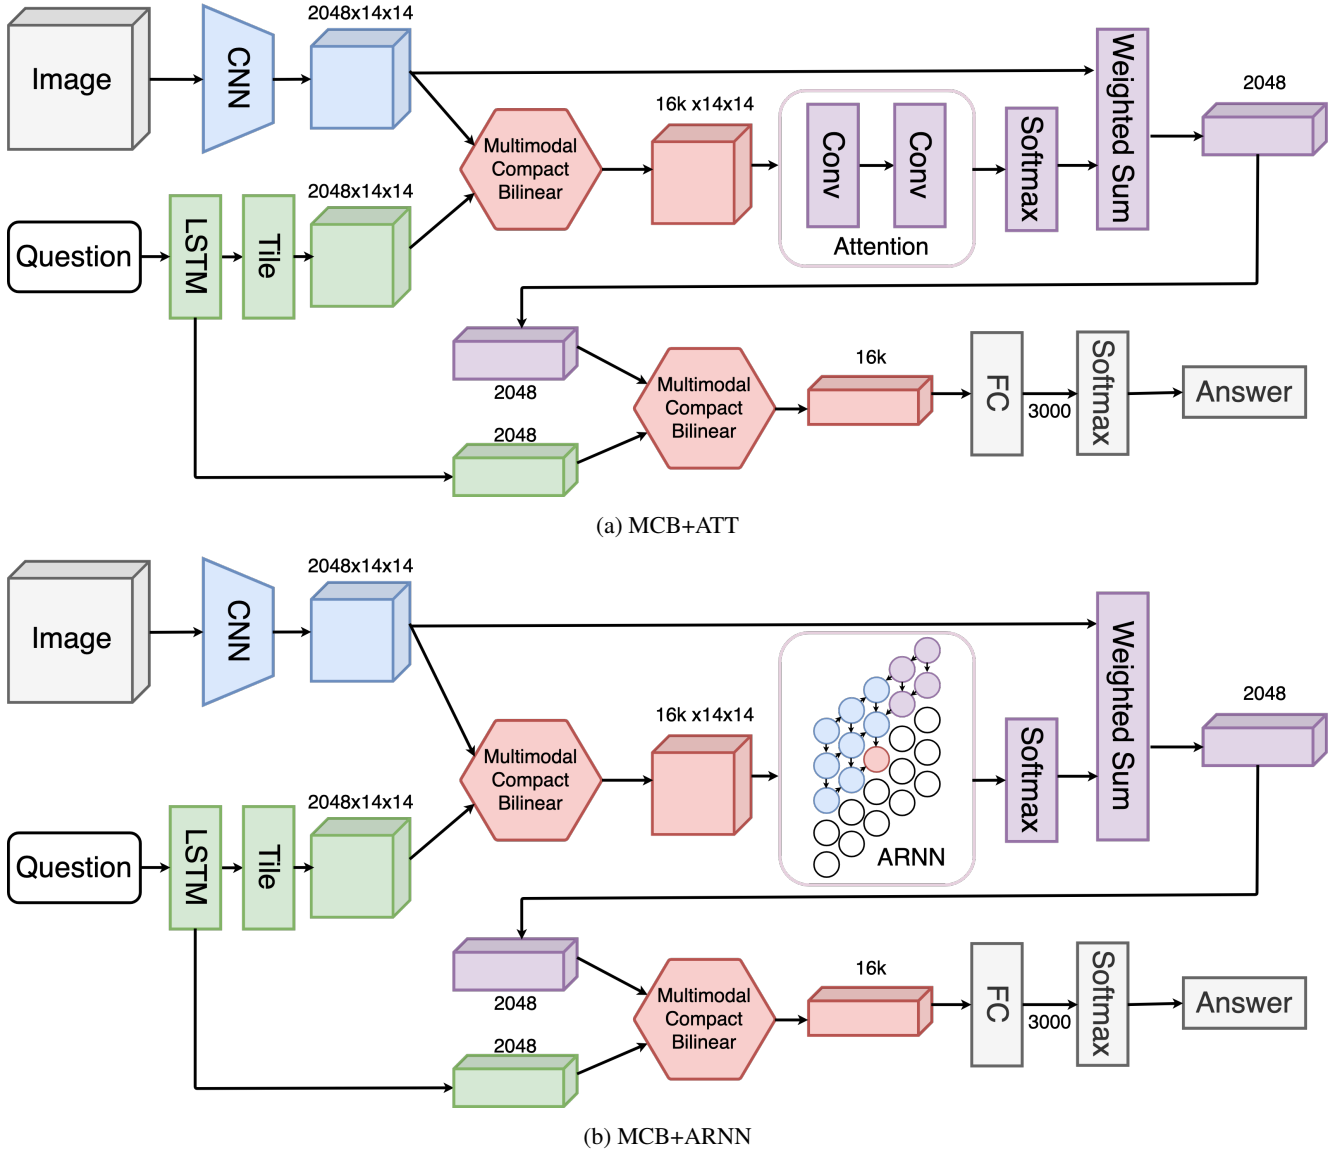 2048x14x14
Image
CNN
Weighted Sum
2048
16k x14x14
Multimodal
Compact
Bilinear
Conv
Conv
Attention
Softmax
2048x14x14
Question
LSTM
Tile
2048
2048
Multimodal
Compact
Bilinear
16k
FC
3000
Softmax
Answer
(a) MCB+ATT
2048x14x14
Image
CNN
Weighted Sum
2048
16k x14x14
Multimodal
Compact
Bilinear
ARNN
Softmax
2048x14x14
Question
LSTM
Tile
2048
2048
Multimodal
Compact
Bilinear
16k
FC
3000
Softmax
Answer
(b) MCB+ARNN